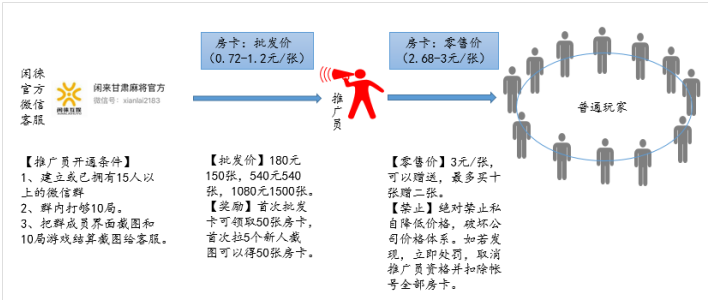 房卡：批发价
（0.72-1.2元/张）
房卡：零售价
（2.68-3元/张）
闲徕
官方
微信
客服
闲徕互娱
闲来甘肃麻将官方
微信号：xianlai2183
推广员
普通玩家
【推广员开通条件】
1、建立或已拥有15人以
上的微信群
2、群内打够10局。
3、把群成员界面截图和
10局游戏结算截图给客服。
【批发价】180元
150张，540元540
张，1080元1500张。
【奖励】首次批发
卡可领取50张房卡，
首次拉5个新人截
图可以得50张房卡。
【零售价】3元/张，
可以赠送，最多买十
张赠二张。
【禁止】绝对禁止私
自降低价格，破坏公
司价格体系。如若发
现，立即处罚，取消
推广员资格并扣除帐
号全部房卡。